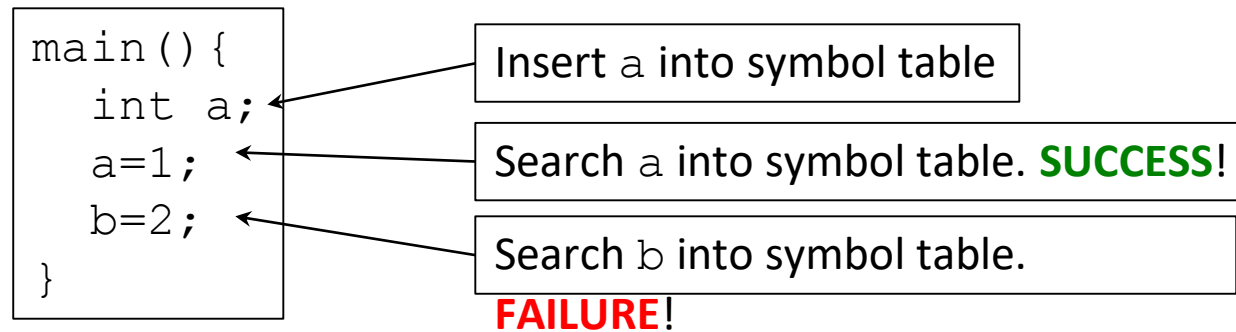 main(){
int a;
a=1;
b=2;
}
Insert a into symbol table
Search a into symbol table. SUCCESS!
Search b into symbol table.
FAILURE!